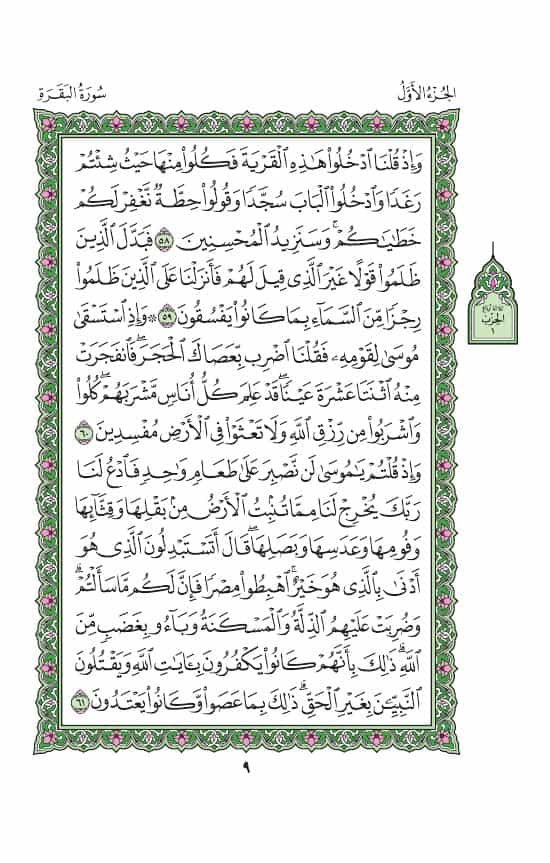 الجُزْءُ الأَوَّلُ
سُورَةُ البَقَرَةِ
وَإِذْ قُلْنَا ٱدْخُلُوا۟ هَـٰذِهِ ٱلْقَرْيَةَ فَكُلُوا۟ مِنْهَا حَيْثُ شِئْتُمْ
رَغَدًا وَٱدْخُلُوا۟ ٱلْبَابَ سُجَّدًا وَقُولُوا۟ حِطَّةٌ نَّغْفِرْ لَكُمْ
خَطَـٰيَـٰكُمْ ۚ وَسَنَزِيدُ ٱلْمُحْسِنِينَ ٥٨ فَبَدَّلَ ٱلَّذِينَ
ظَلَمُوا۟ قَوْلًا غَيْرَ ٱلَّذِى قِيلَ لَهُمْ فَأَنزَلْنَا عَلَى ٱلَّذِينَ ظَلَمُوا۟
رِجْزًا مِّنَ ٱلسَّمَآءِ بِمَا كَانُوا۟ يَفْسُقُونَ ٥٩ ۞ وَإِذِ ٱسْتَسْقَىٰ
مُوسَىٰ لِقَوْمِهِۦ فَقُلْنَا ٱضْرِب بِّعَصَاكَ ٱلْحَجَرَ ۖ فَٱنفَجَرَتْ
مِنْهُ ٱثْنَتَا عَشْرَةَ عَيْنًا ۖ قَدْ عَلِمَ كُلُّ أُنَاسٍ مَّشْرَبَهُمْ ۖ كُلُوا۟
وَٱشْرَبُوا۟ مِن رِّزْقِ ٱللَّهِ وَلَا تَعْثَوْا۟ فِى ٱلْأَرْضِ مُفْسِدِينَ ٦٠
وَإِذْ قُلْتُمْ يَـٰمُوسَىٰ لَن نَّصْبِرَ عَلَىٰ طَعَامٍ وَٰحِدٍ فَٱدْعُ لَنَا
رَبَّكَ يُخْرِجْ لَنَا مِمَّا تُنۢبِتُ ٱلْأَرْضُ مِنۢ بَقْلِهَا وَقِثَّآئِهَا
وَفُومِهَا وَعَدَسِهَا وَبَصَلِهَا ۖ قَالَ أَتَسْتَبْدِلُونَ ٱلَّذِى هُوَ
أَدْنَىٰ بِٱلَّذِى هُوَ خَيْرٌ ۚ ٱهْبِطُوا۟ مِصْرًا فَإِنَّ لَكُم مَّا سَأَلْتُمْ ۗ
وَضُرِبَتْ عَلَيْهِمُ ٱلذِّلَّةُ وَٱلْمَسْكَنَةُ وَبَآءُو بِغَضَبٍ مِّنَ
ٱللَّهِ ۗ ذَٰلِكَ بِأَنَّهُمْ كَانُوا۟ يَكْفُرُونَ بِـَٔايَـٰتِ ٱللَّهِ وَيَقْتُلُونَ
ٱلنَّبِيِّـۧنَ بِغَيْرِ ٱلْحَقِّ ۗ ذَٰلِكَ بِمَا عَصَوا۟ وَّكَانُوا۟ يَعْتَدُونَ ٦١
ثلاثة أرباع
الحزب
١
٩